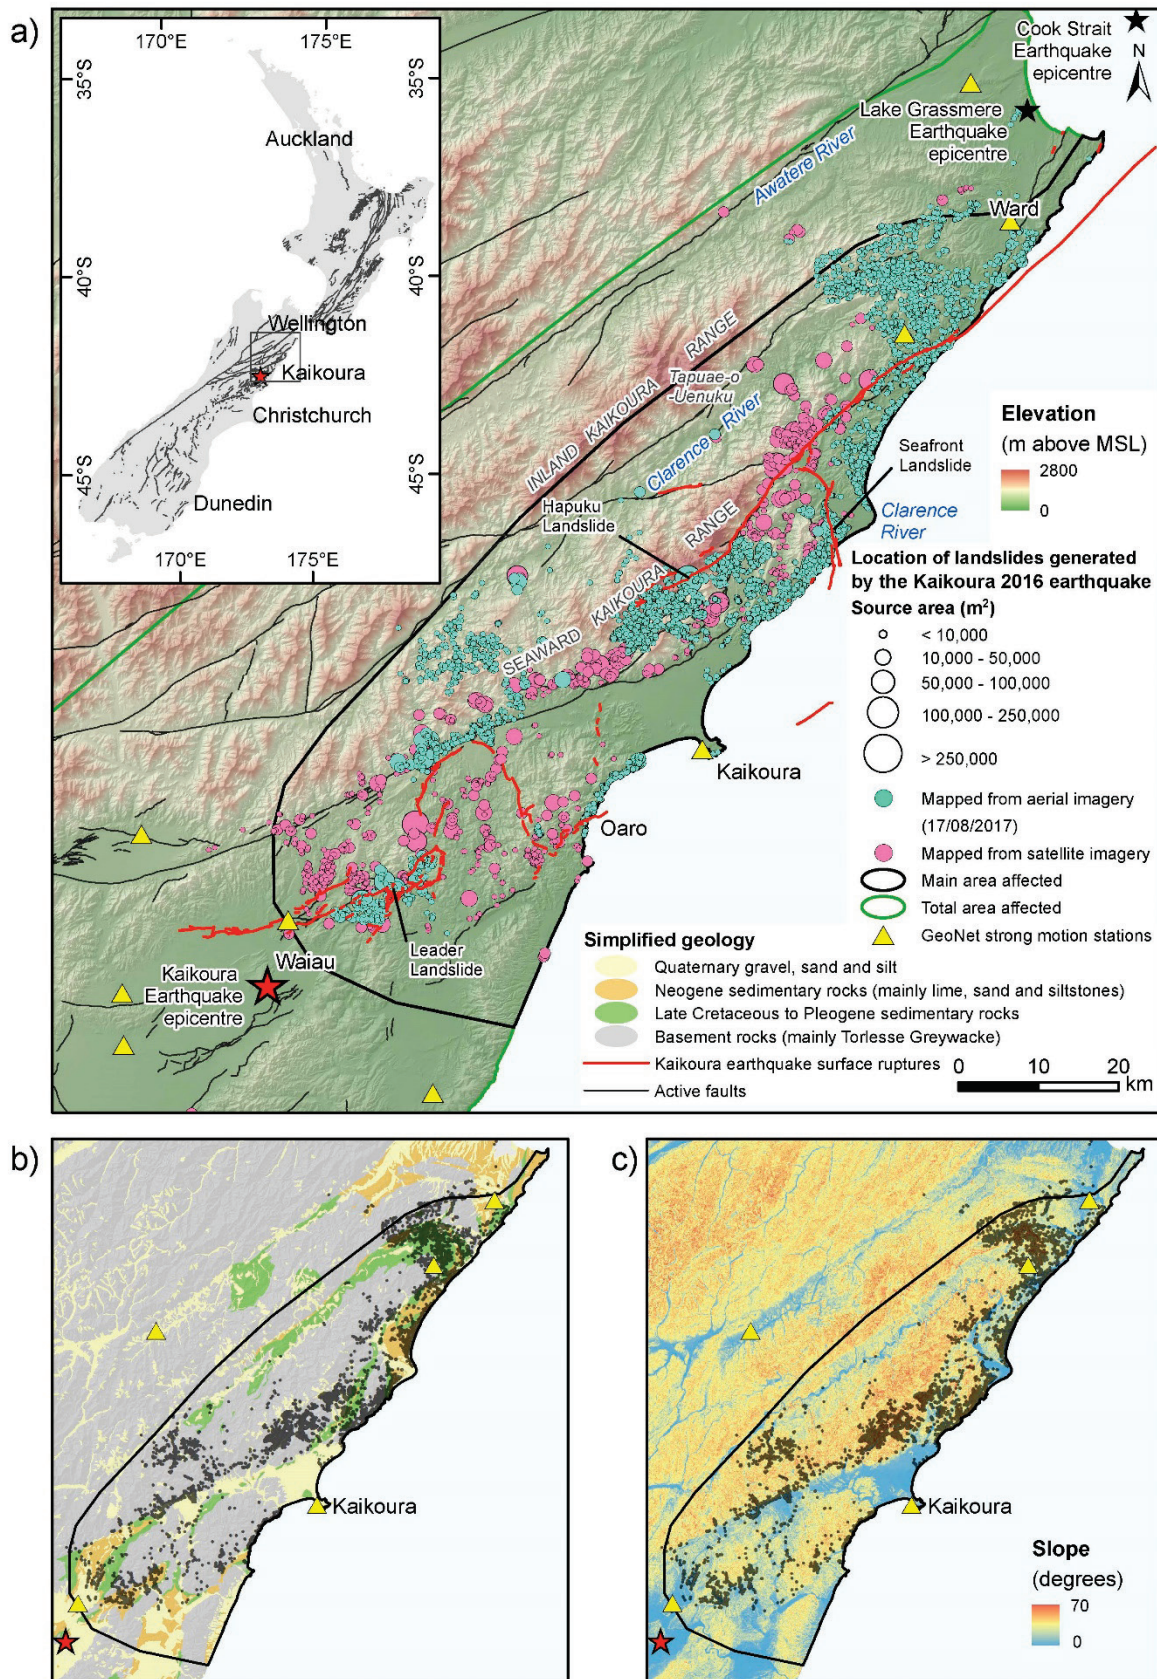 a)
170°E
175°E
35°S
40°S
45°S
170°E
175°E
Auckland
Wellington
Kaikoura
Christchurch
Dunedin
Cook Strait
Earthquake
epicentre
N
Lake Grassmere
Earthquake
epicentre
Awatere River
Ward
INLAND KAIKOURA RANGE
Tapuae-o
-Uenuku
Clarence River
Hapuku
Landslide
SEAWARD KAIKOURA RANGE
Seafront
Landslide
Clarence
River
Kaikoura
Oaro
Leader
Landslide
Waiau
Kaikoura
Earthquake
epicentre
Elevation
(m above MSL)
2800
0
Location of landslides generated
by the Kaikoura 2016 earthquake
Source area (m²)
< 10,000
10,000 - 50,000
50,000 - 100,000
100,000 - 250,000
> 250,000
Mapped from aerial imagery
(17/08/2017)
Mapped from satellite imagery
Main area affected
Total area affected
GeoNet strong motion stations
Simplified geology
Quaternary gravel, sand and silt
Neogene sedimentary rocks (mainly lime, sand and siltstones)
Late Cretaceous to Pleogene sedimentary rocks
Basement rocks (mainly Torlesse Greywacke)
Kaikoura earthquake surface ruptures
Active faults
0 10 20
km
b)
Kaikoura
c)
Kaikoura
Slope
(degrees)
70
0